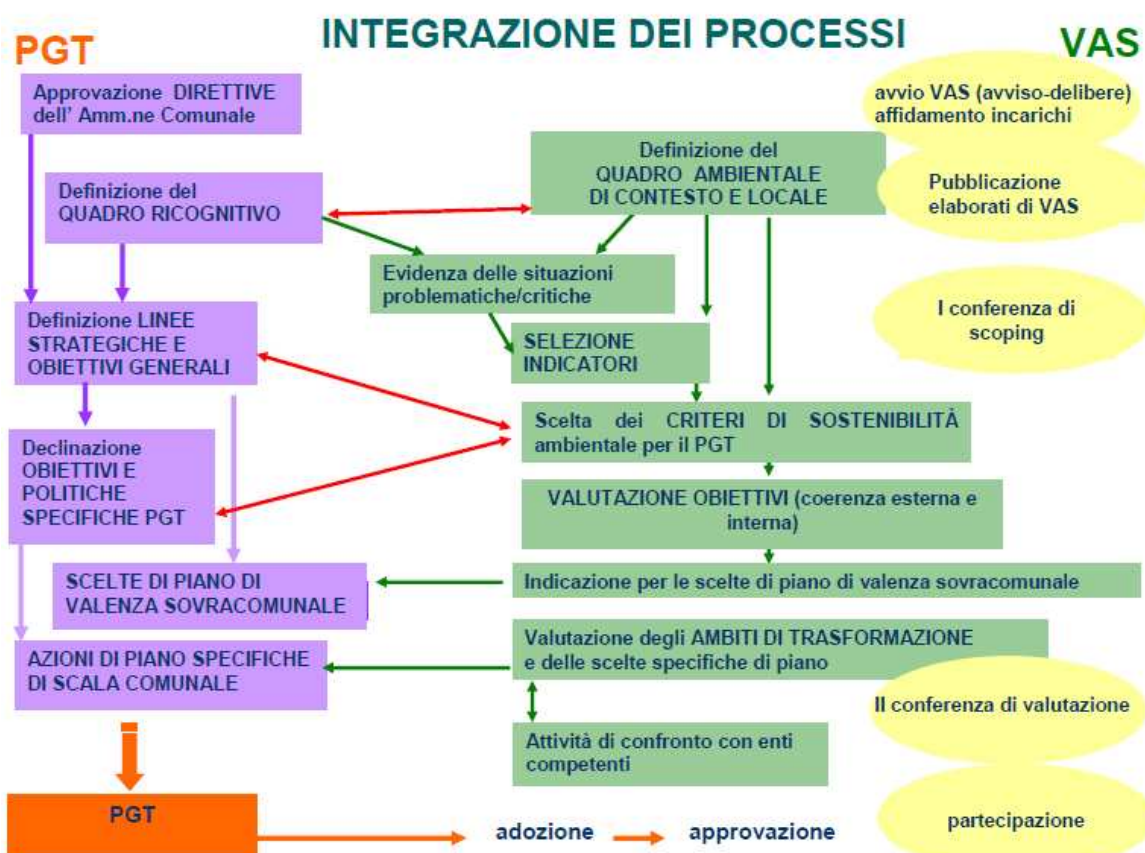 INTEGRAZIONE DEI PROCESSI
PGT
VAS
Approvazione DIRETTIVE
dell' Amm.ne Comunale
avvio VAS (avviso-delibere)
affidamento incarichi
Definizione del
QUADRO AMBIENTALE
DI CONTESTO E LOCALE
Definizione del
QUADRO RICOGNITIVO
Pubblicazione
elaborati di VAS
Evidenza delle situazioni
problematiche/critiche
Definizione LINEE
STRATEGICHE E
OBIETTIVI GENERALI
I conferenza di
scoping
SELEZIONE
INDICATORI
Scelta dei CRITERI DI SOSTENIBILITÀ
ambientale per il PGT
Declinazione
OBIETTIVI E
POLITICHE
SPECIFICHE PGT
VALUTAZIONE OBIETTIVI (coerenza esterna e
interna)
SCELTE DI PIANO DI
VALENZA SOVRACOMUNALE
Indicazione per le scelte di piano di valenza sovracomunale
AZIONI DI PIANO SPECIFICHE
DI SCALA COMUNALE
Valutazione degli AMBITI DI TRASFORMAZIONE
e delle scelte specifiche di piano
II conferenza di valutazione
Attività di confronto con enti
competenti
PGT
adozione
approvazione
partecipazione